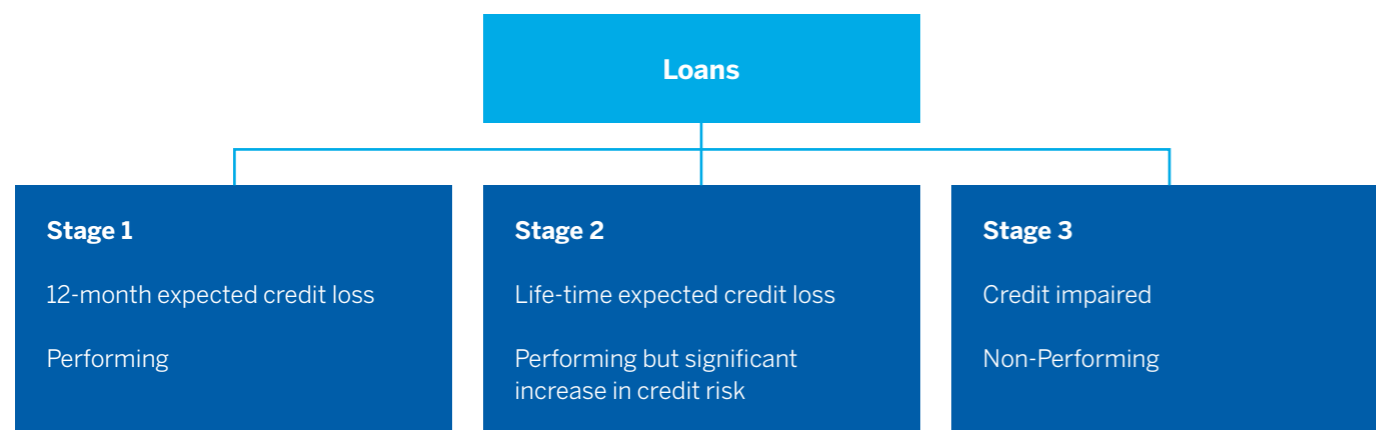 Loans
Stage 1
12-month expected credit loss
Performing
Stage 2
Life-time expected credit loss
Performing but significant
increase in credit risk
Stage 3
Credit impaired
Non-Performing